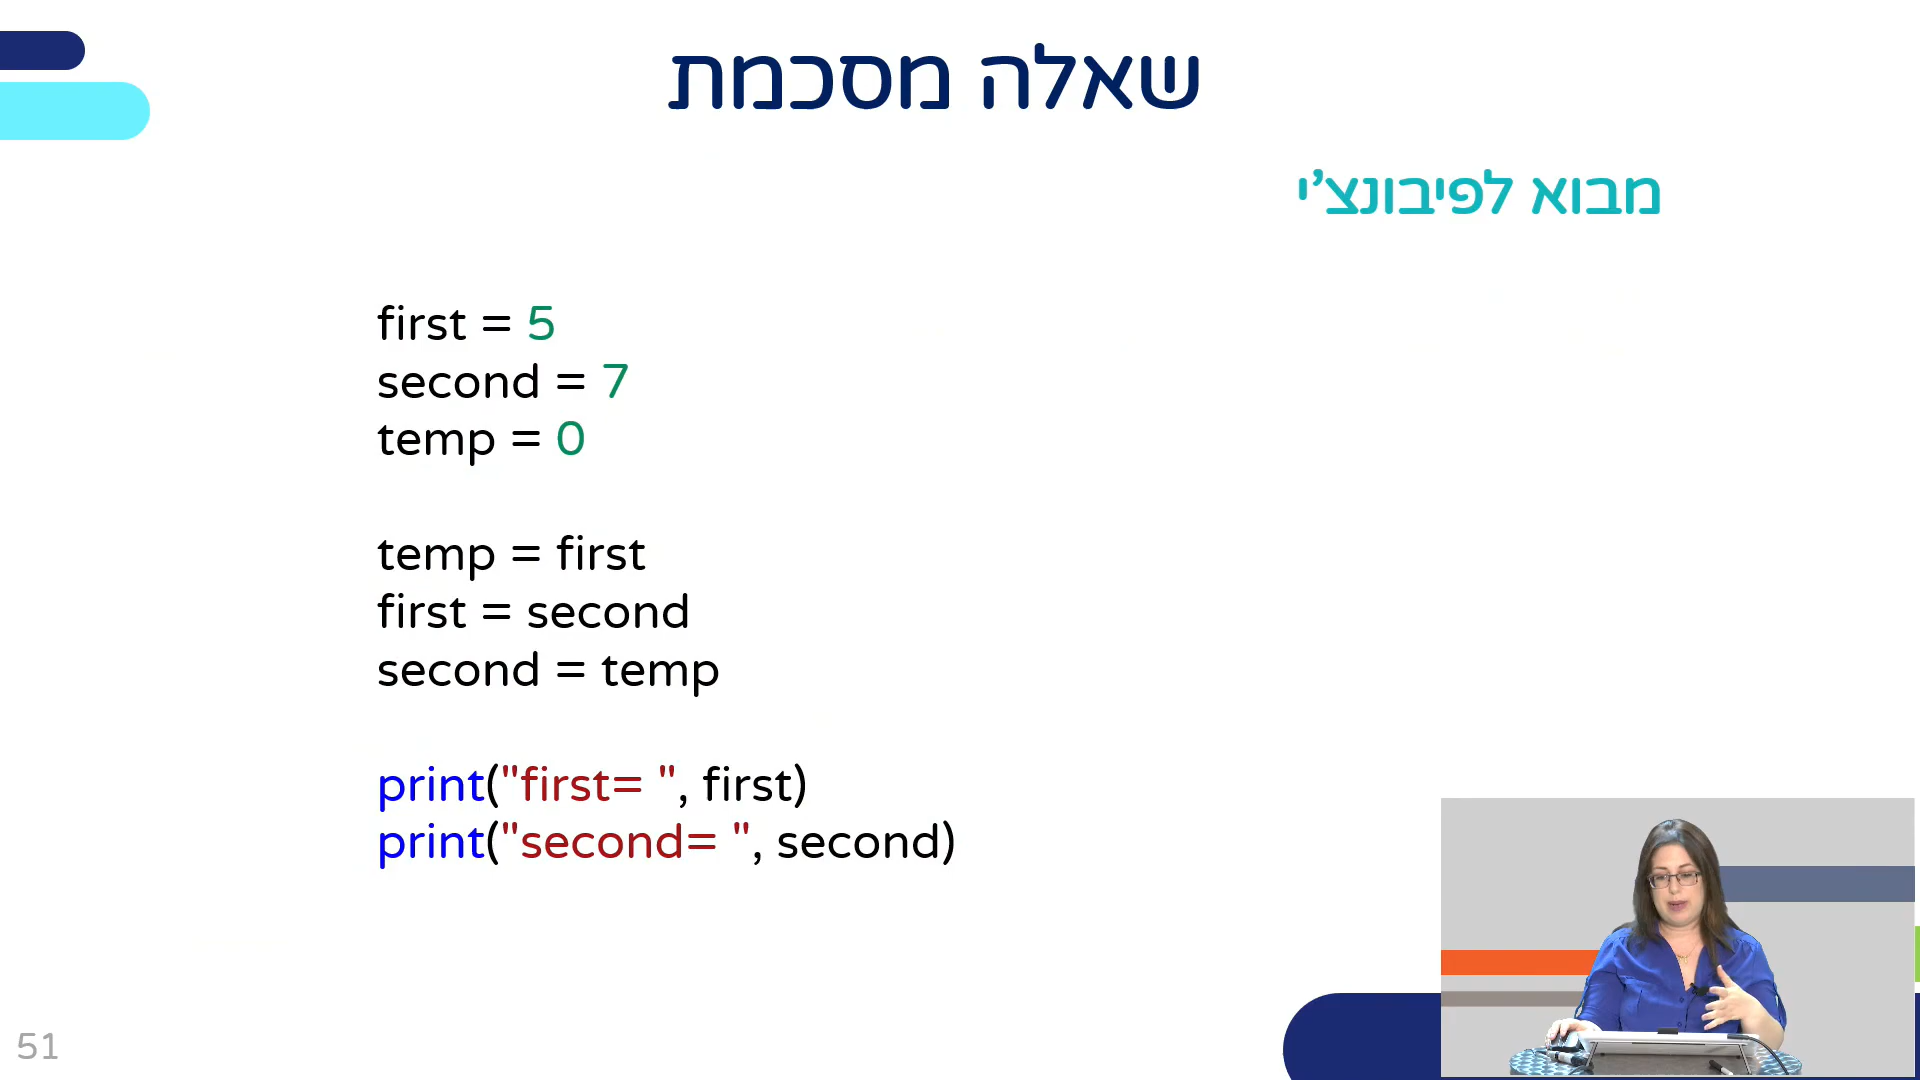 שאלה מסכמת
מבוא לפיבונצ'י
first = 5
second = 7
temp = 0
temp = first
first = second
second = temp
print("first= ", first)
print("second= ", second)
51